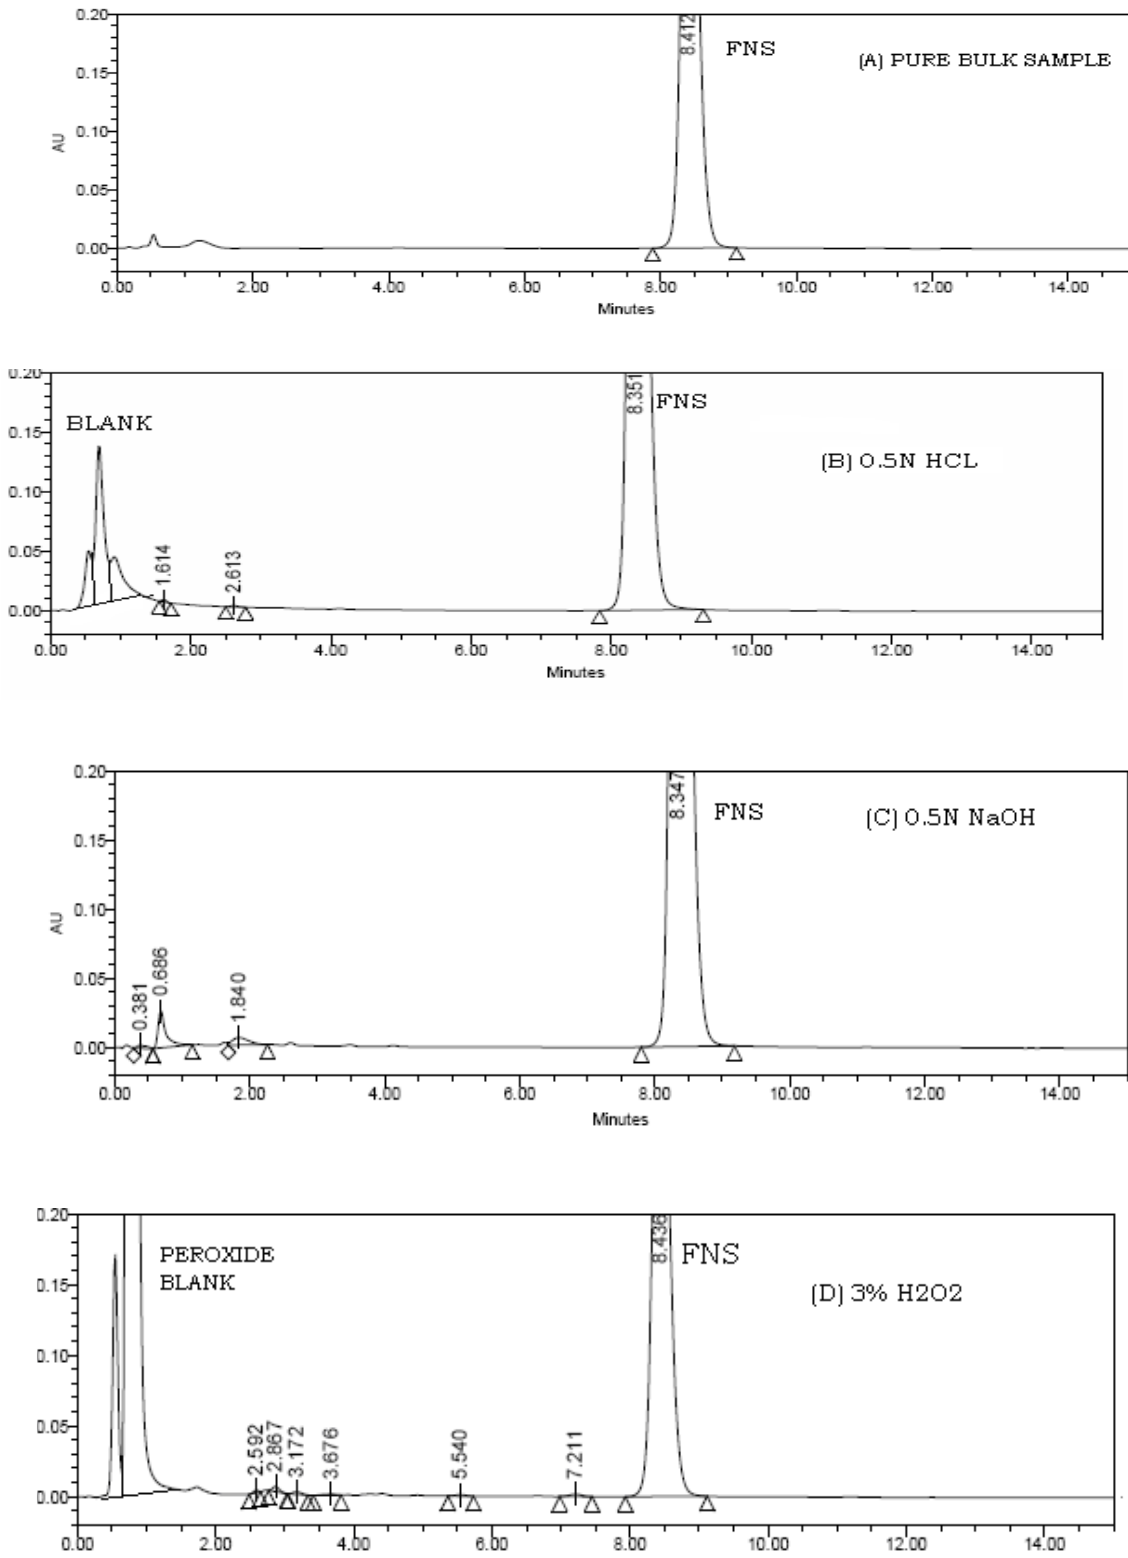 0.20
0.15
0.10
0.05
0.00
AU
8.412
FNS
(A) PURE BULK SAMPLE
0.00 2.00 4.00 6.00 8.00 10.00 12.00 14.00
Minutes
0.20
0.15
0.10
0.05
0.00
BLANK
1.614
2.613
8.351
FNS
(B) 0.5N HCL
0.00 2.00 4.00 6.00 8.00 10.00 12.00 14.00
Minutes
0.20
0.15
0.10
0.05
0.00
AU
0.381
0.686
1.840
8.347
FNS
(C) 0.5N NaOH
0.00 2.00 4.00 6.00 8.00 10.00 12.00 14.00
Minutes
0.20
0.15
0.10
0.05
0.00
PEROXIDE
BLANK
2.592
2.867
3.172
3.676
5.540
7.211
8.436
FNS
(D) 3% H2O2
0.00 2.00 4.00 6.00 8.00 10.00 12.00 14.00